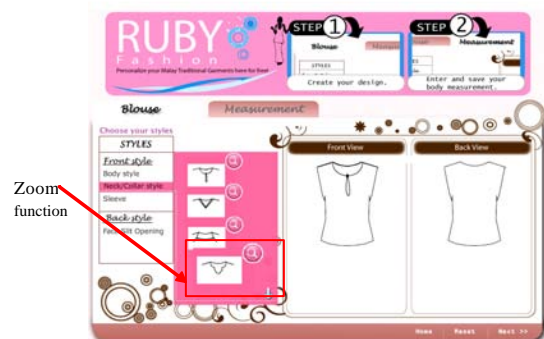 RUBY
Fashion
Personalize your Malay Traditional Garments here for free!
STEP 1
Blouse
STYLES
Create your design.
STEP 2
Measurement
Enter and save your
body measurement.
Blouse
Measurement
Choose your styles
STYLES
Front style
Body style
Neck/Collar style
Sleeve
Back style
Face Slit Opening
Front View
Back View
Zoom
function
Home
Reset
Next >>